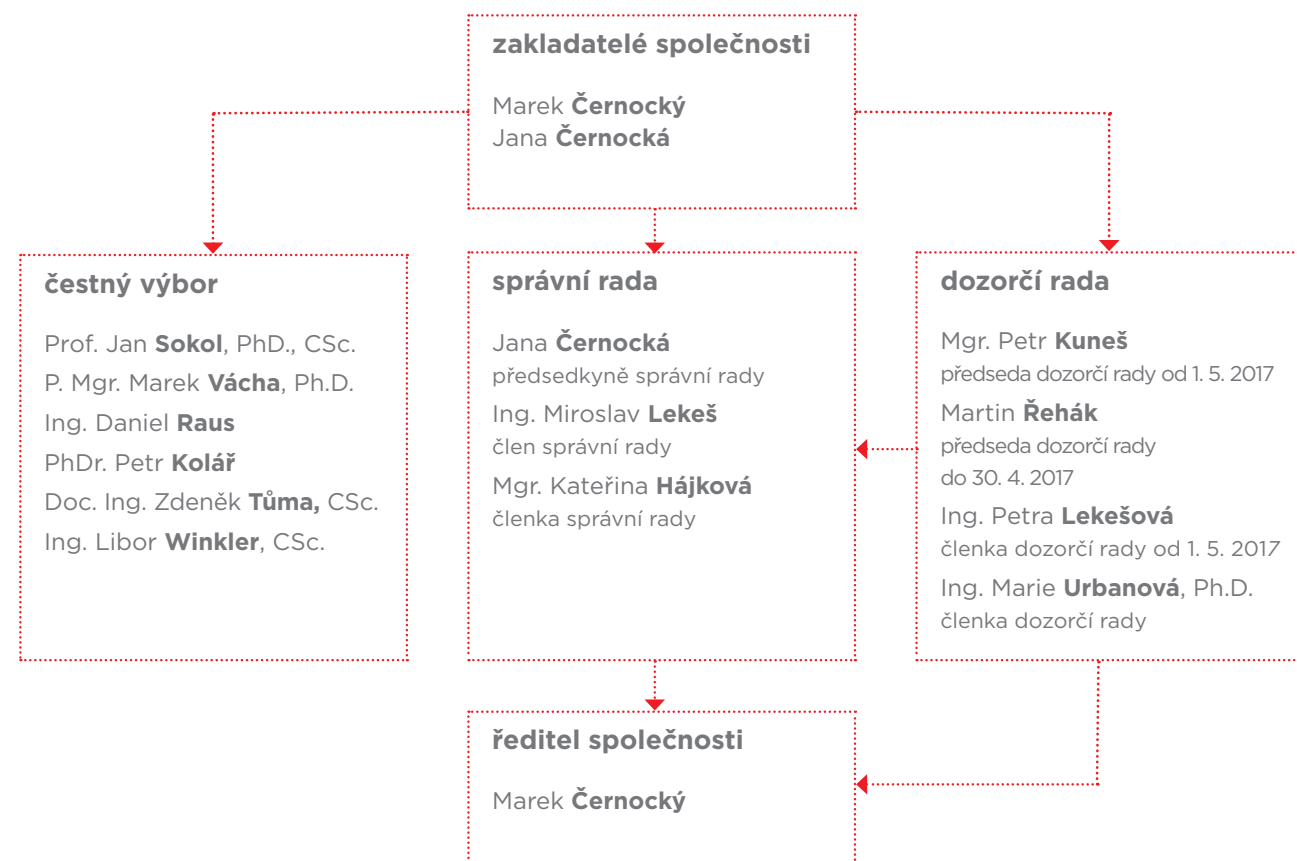 zakladatelé společnosti
Marek Černocký
Jana Černocká
čestný výbor
Prof. Jan Sokol, PhD., CSc.
P. Mgr. Marek Vácha, Ph.D.
Ing. Daniel Raus
PhDr. Petr Kolář
Doc. Ing. Zdeněk Tůma, CSc.
Ing. Libor Winkler, CSc.
správní rada
Jana Černocká
předsedkyně správní rady
Ing. Miroslav Lekeš
člen správní rady
Mgr. Kateřina Hájková
členka správní rady
dozorčí rada
Mgr. Petr Kuneš
předseda dozorčí rady od 1. 5. 2017
Martin Řehák
předseda dozorčí rady
do 30. 4. 2017
Ing. Petra Lekešová
členka dozorčí rady od 1. 5. 2017
Ing. Marie Urbanová, Ph.D.
členka dozorčí rady
ředitel společnosti
Marek Černocký